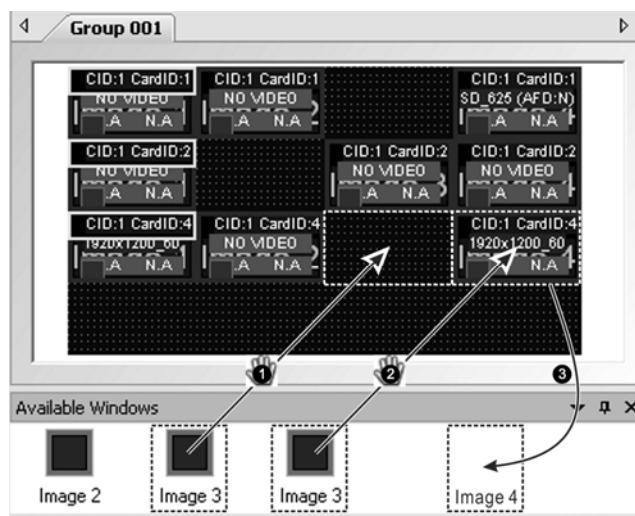 Group 001
CID:1 CardID:1
CID:1 CardID:1
CID:1 CardID:1
NO VIDEO
NO VIDEO
SD_625 (AFD:N)
.A N.A
.A N.A 2
.A N.A
CID:1 CardID:2
CID:1 CardID:2
CID:1 CardID:2
NO VIDEO
NO VIDEO
NO VIDEO
.A N.A
.A N.A 3
.A N.A
CID:1 CardID:4
CID:1 CardID:4
CID:1 CardID:4
1920x1200_60
NO VIDEO
1920x1200_60
.A N.A
.A N.A 2
.A N.A
1
2
3
Available Windows
Image 2
Image 3
Image 3
Image 4